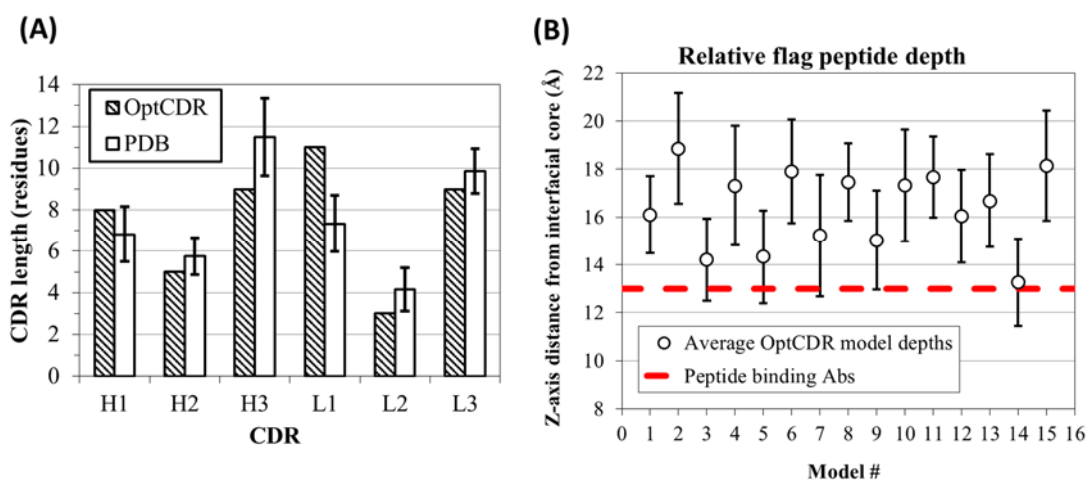 (A)
CDR length (residues)
14
12
10
8
6
4
2
0
OptCDR
PDB
H1 H2 H3 L1 L2 L3
CDR
(B)
Relative flag peptide depth
Z-axis distance from interfacial core (Å)
22
20
18
16
14
12
10
8
Average OptCDR model depths
Peptide binding Abs
0 1 2 3 4 5 6 7 8 9 10 11 12 13 14 15 16
Model #